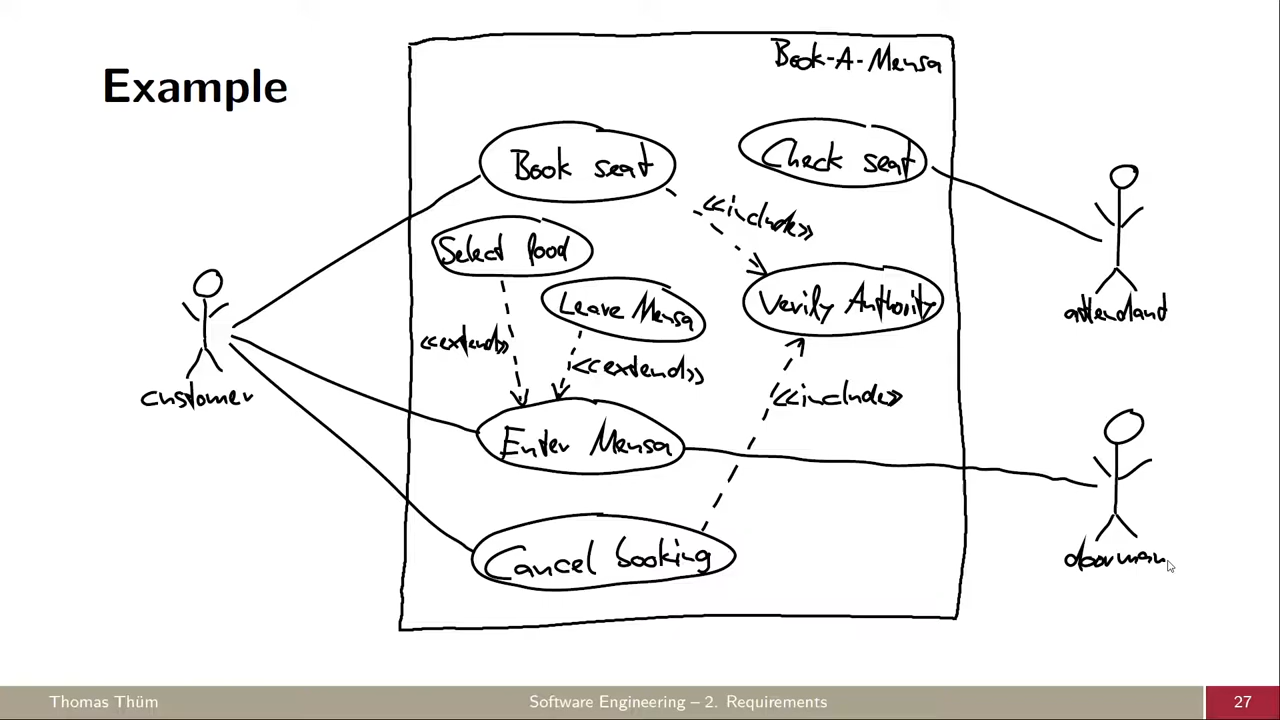 Example
Book-A-Mensa
Book seat
Check seat
<<include>>
Select food
Leave Mensa
Verify Authority
attendand
<<extend>>
<<extend>>
customer
<<include>>
Enter Mensa
Cancel booking
doorman
Thomas Thüm
Software Engineering – 2. Requirements
27